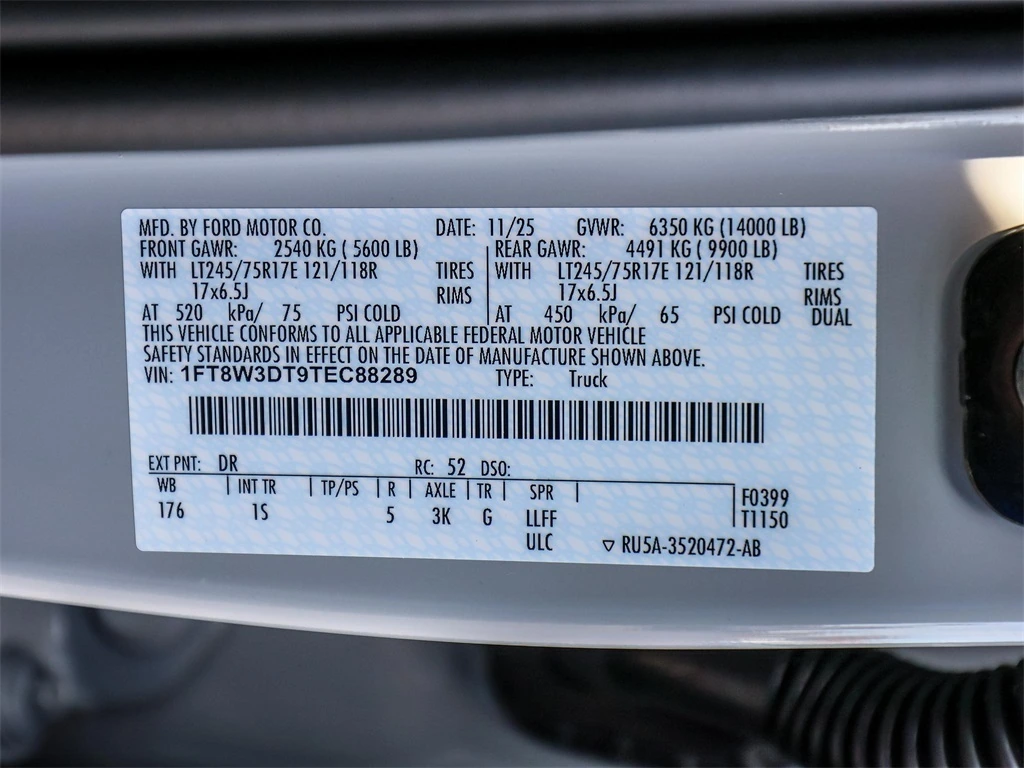 MFD. BY FORD MOTOR CO. DATE: 11/25 GVWR: 6350 KG (14000 LB)
FRONT GAWR: 2540 KG ( 5600 LB) REAR GAWR: 4491 KG ( 9900 LB)
WITH LT245/75R17E 121/118R TIRES WITH LT245/75R17E 121/118R TIRES
17x6.5J RIMS 17x6.5J RIMS
AT 520 kPa/ 75 PSI COLD AT 450 kPa/ 65 PSI COLD DUAL
THIS VEHICLE CONFORMS TO ALL APPLICABLE FEDERAL MOTOR VEHICLE
SAFETY STANDARDS IN EFFECT ON THE DATE OF MANUFACTURE SHOWN ABOVE.
VIN: 1FT8W3DT9TEC88289 TYPE: Truck
EXT PNT: DR RC: 52 DSO:
WB INT TR TP/PS R AXLE TR SPR F0399
176 1S 5 3K G LLFF T1150
ULC ▽ RU5A-3520472-AB